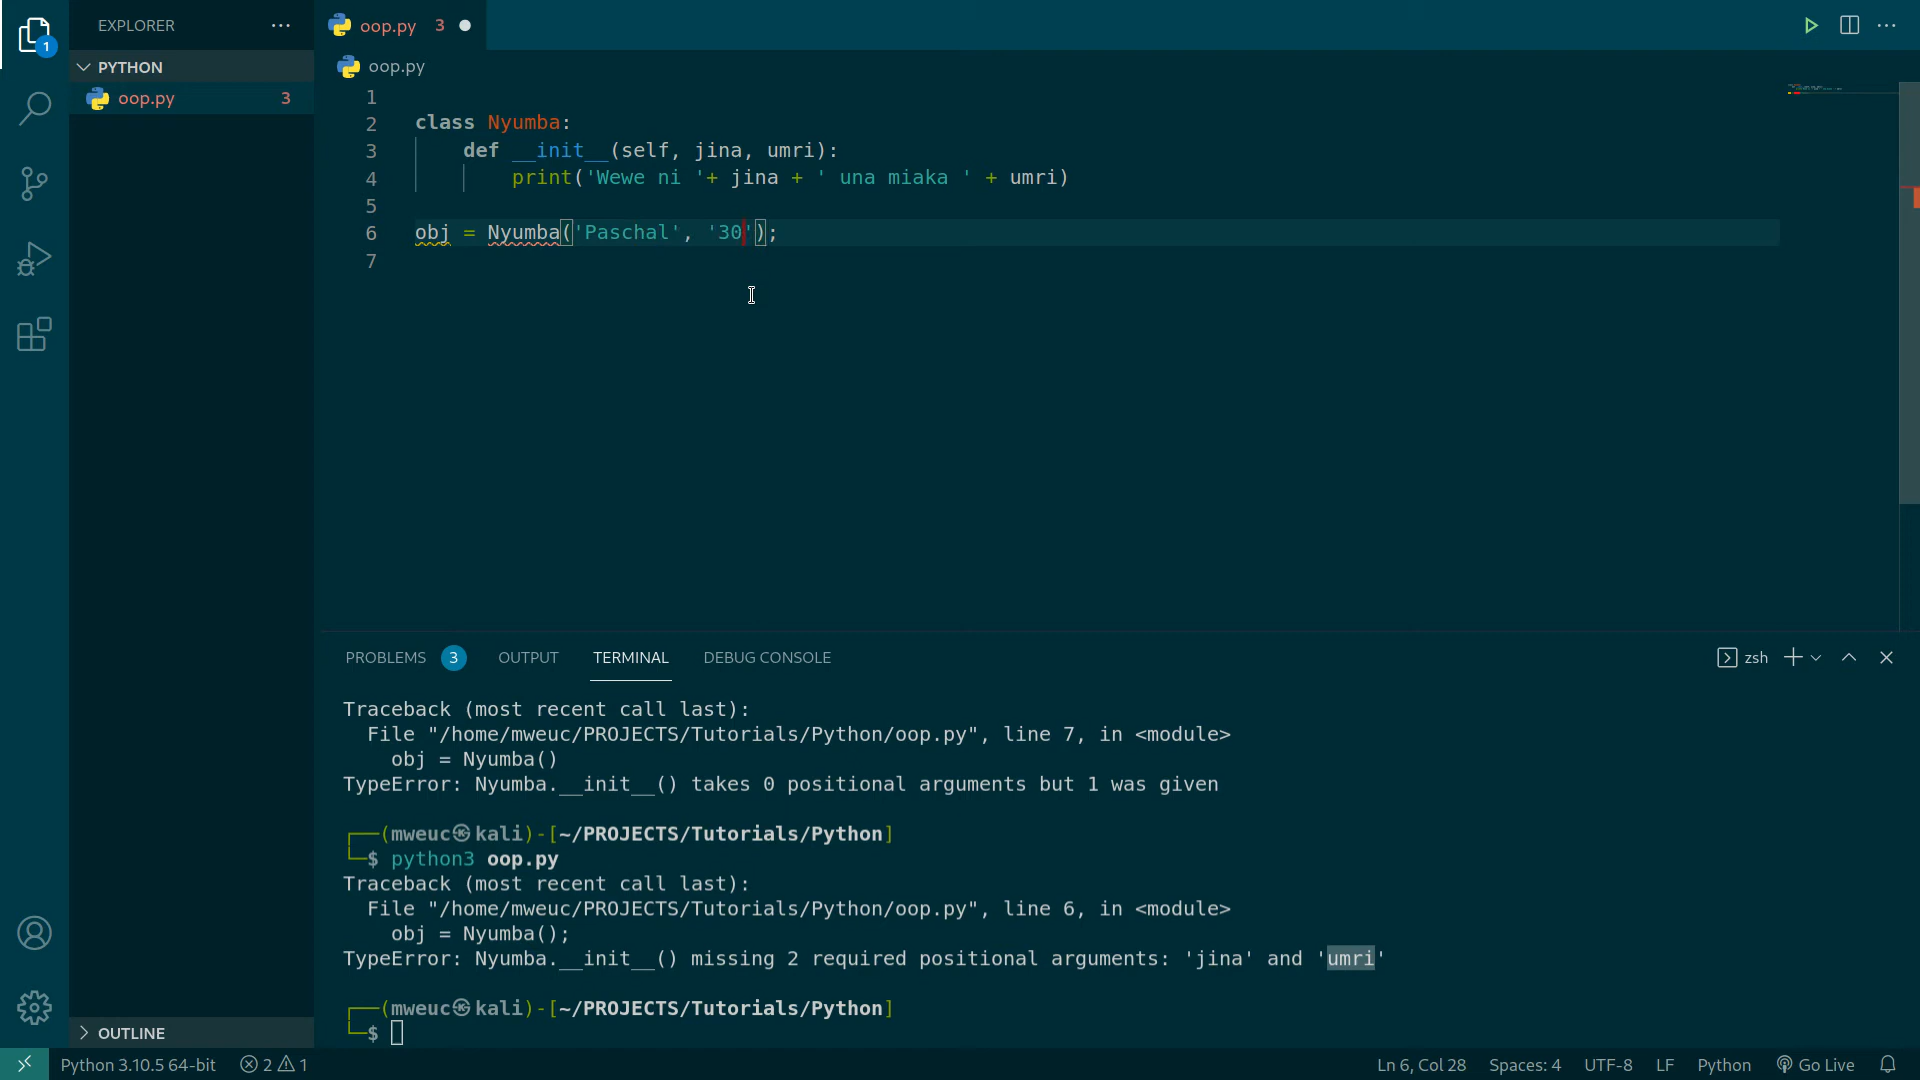 EXPLORER
oop.py 3
1
PYTHON
oop.py
oop.py 3
1
2 class Nyumba:
3 def __init__(self, jina, umri):
4 print('Wewe ni '+ jina + ' una miaka ' + umri)
5
6 obj = Nyumba('Paschal', '30');
7
PROBLEMS 3 OUTPUT TERMINAL DEBUG CONSOLE
zsh
Traceback (most recent call last):
File "/home/mweuc/PROJECTS/Tutorials/Python/oop.py", line 7, in <module>
obj = Nyumba()
TypeError: Nyumba.__init__() takes 0 positional arguments but 1 was given
┌──(mweuc㉿kali)-[~/PROJECTS/Tutorials/Python]
└─$ python3 oop.py
Traceback (most recent call last):
File "/home/mweuc/PROJECTS/Tutorials/Python/oop.py", line 6, in <module>
obj = Nyumba();
TypeError: Nyumba.__init__() missing 2 required positional arguments: 'jina' and 'umri'
┌──(mweuc㉿kali)-[~/PROJECTS/Tutorials/Python]
└─$
OUTLINE
Python 3.10.5 64-bit 2 1 Ln 6, Col 28 Spaces: 4 UTF-8 LF Python Go Live